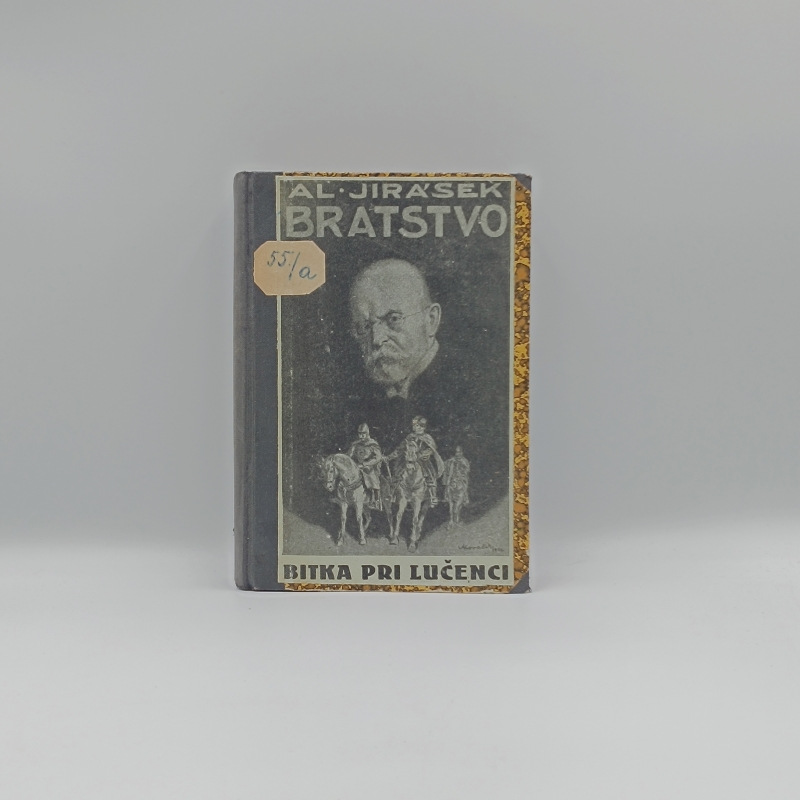 AL · JIRÁSEK
BRATSTVO
55/a
BITKA PRI LUČENCI